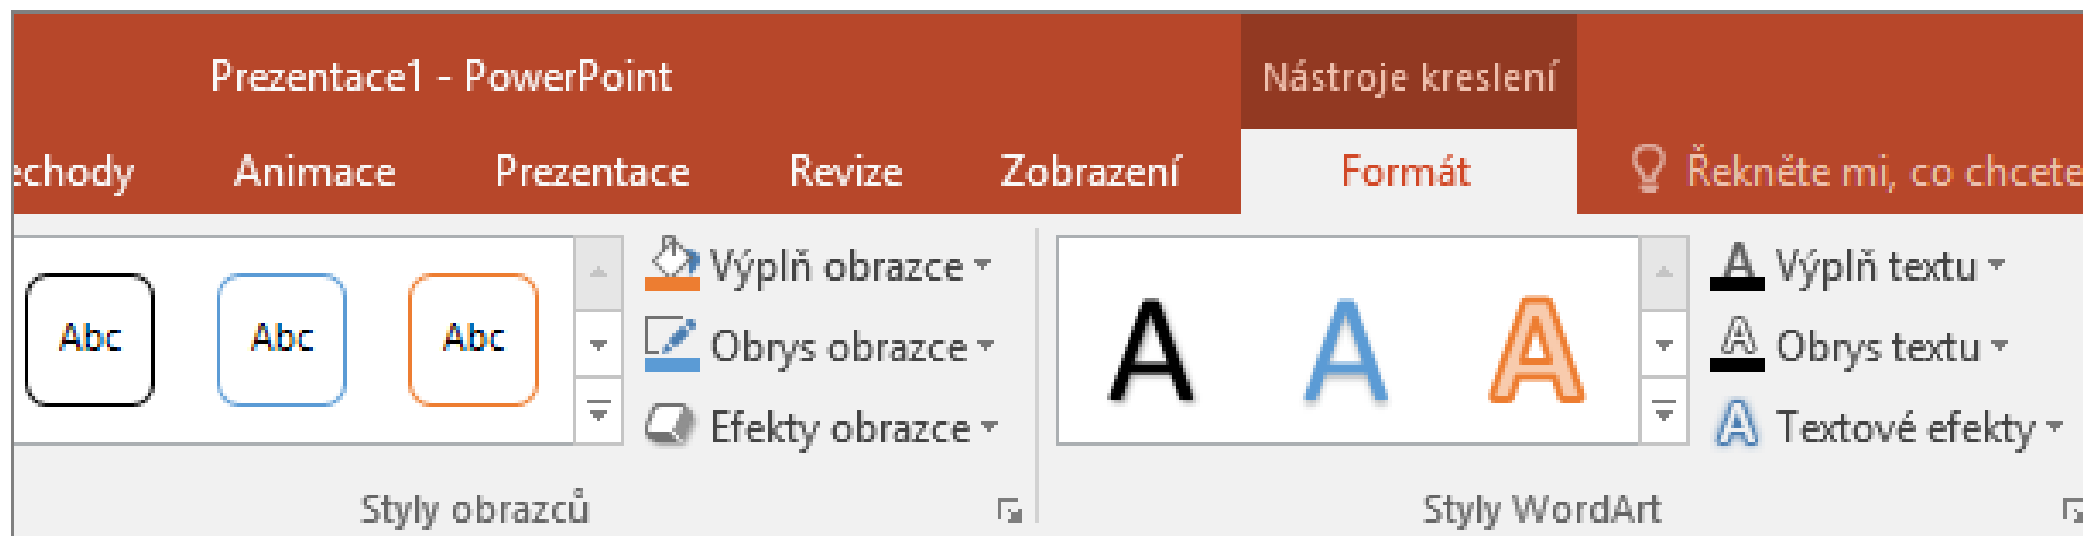 Prezentace1 - PowerPoint
Nástroje kreslení
Animace Prezentace Revize Zobrazení Formát Řekněte mi, co chcete
Abc Abc Abc
Výplň obrazce
Obrys obrazce
Efekty obrazce
Styly obrazců
A A A
Výplň textu
Obrys textu
Textové efekty
Styly WordArt